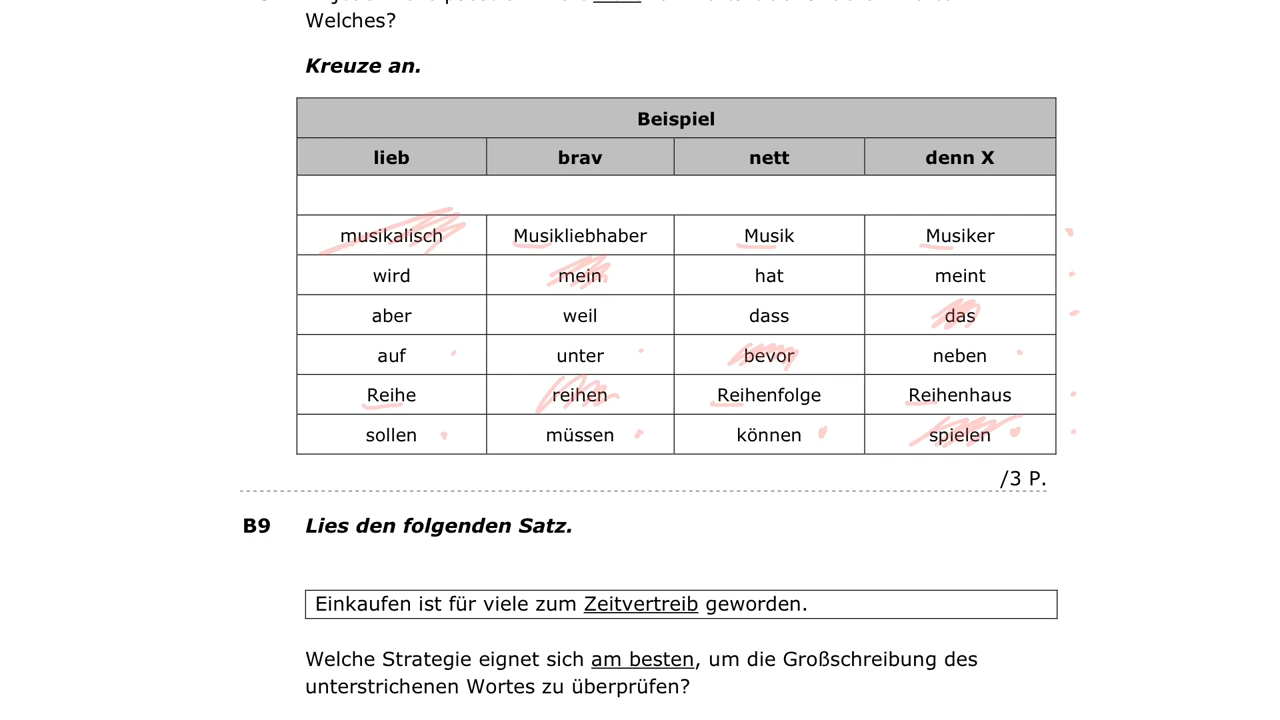 Welches?
Kreuze an.
Beispiel
lieb brav nett denn X
musikalisch Musikliebhaber Musik Musiker
wird mein hat meint
aber weil dass das
auf unter bevor neben
Reihe reihen Reihenfolge Reihenhaus
sollen müssen können spielen
/3 P.
B9 Lies den folgenden Satz.
Einkaufen ist für viele zum Zeitvertreib geworden.
Welche Strategie eignet sich am besten, um die Großschreibung des
unterstrichenen Wortes zu überprüfen?